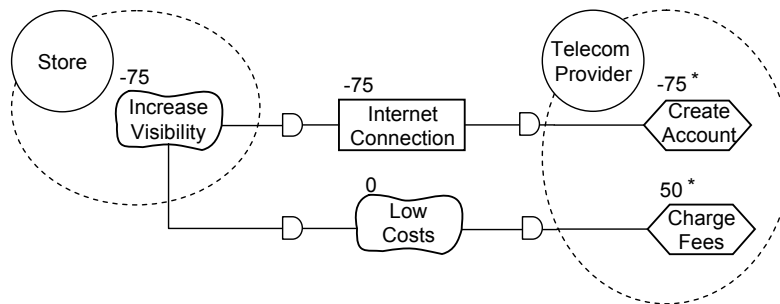 Store
Telecom
Provider
-75
Increase
Visibility
-75
Internet
Connection
-75 *
Create
Account
0
Low
Costs
50 *
Charge
Fees